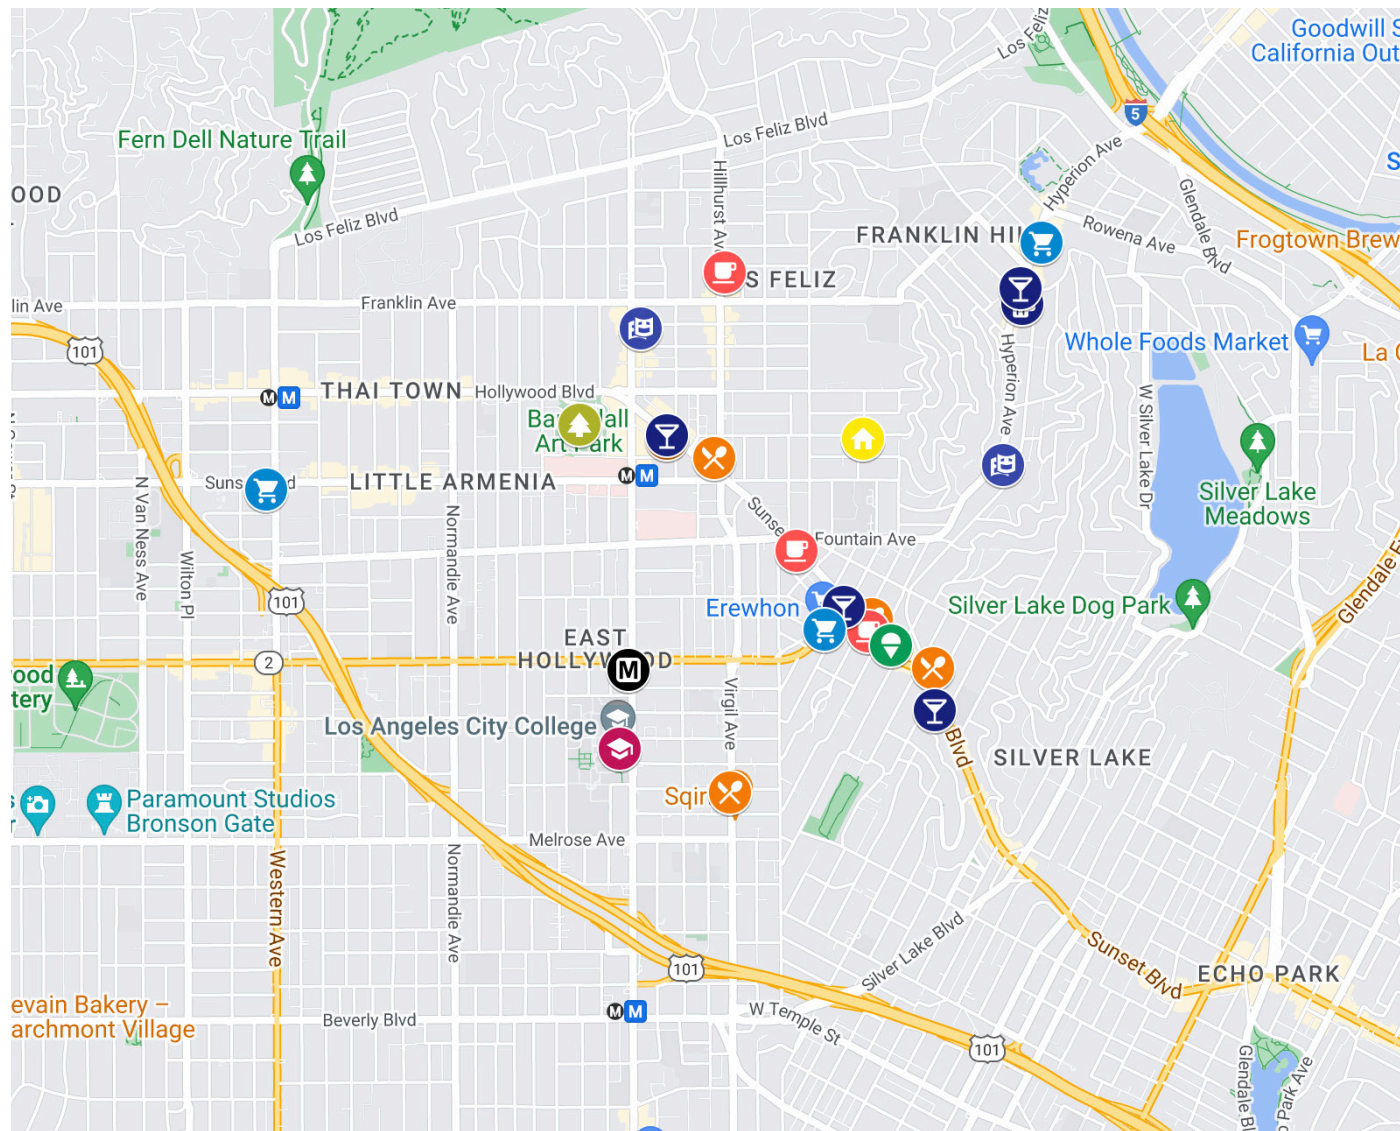 Goodwill S
California Out
Los Feliz
5
Fern Dell Nature Trail
Los Feliz Blvd
Hyperion Ave
S
OOD
Hillhurst Av
Glendale Blvd
Los Feliz Blvd
FRANKLIN HI
Rowena Ave
Frogtown Brew
S FELIZ
lin Ave
Franklin Ave
101
Whole Foods Market
La C
Hyperion Ave
THAI TOWN
Hollywood Blvd
M M
Ba all
Art Park
W Silver Lake Dr
M M
Suns d
LITTLE ARMENIA
Silver Lake
Meadows
N Van Ness Ave
Normandie Ave
Sunse
Fountain Ave
Wilton Pl
101
Erewhon
Silver Lake Dog Park
Glendale F
EAST
HOLLYW OD
2
M
ood
tery
Virgil Ave
Los Angeles City College
Blvd
SILVER LAKE
Sqir
Paramount Studios
Bronson Gate
Melrose Ave
Western Ave
Normandie Ave
Silver Lake Blvd
Sunset Blvd
101
ECHO PARK
evain Bakery –
archmont Village
Beverly Blvd
M M
W Temple St
101
Glendale Bl
Park Ave